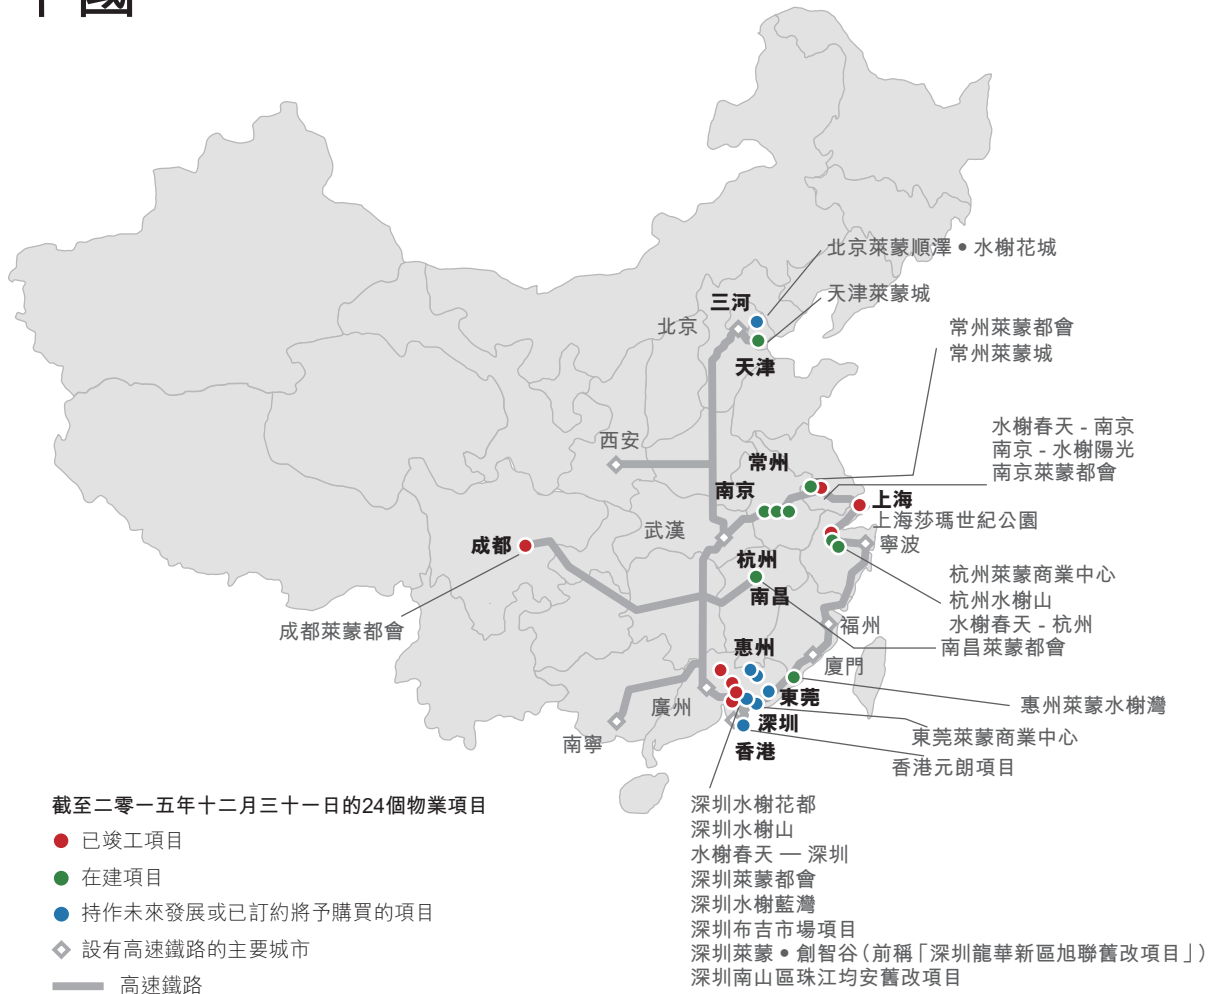 中國
北京萊蒙順澤 • 水榭花城
三河
天津萊蒙城
北京
常州萊蒙都會
常州萊蒙城
天津
水榭春天 - 南京
西安
南京 - 水榭陽光
常州
南京萊蒙都會
南京
上海
上海莎瑪世紀公園
武漢
寧波
成都
杭州
杭州萊蒙商業中心
南昌
杭州水榭山
水榭春天 - 杭州
成都萊蒙都會
福州
惠州
南昌萊蒙都會
廈門
東莞
惠州萊蒙水榭灣
廣州
深圳
東莞萊蒙商業中心
南寧
香港
香港元朗項目
截至二零一五年十二月三十一日的24個物業項目
已竣工項目
在建項目
持作未來發展或已訂約將予購買的項目
設有高速鐵路的主要城市
高速鐵路
深圳水榭花都
深圳水榭山
水榭春天 — 深圳
深圳萊蒙都會
深圳水榭藍灣
深圳布吉市場項目
深圳萊蒙 • 創智谷（前稱「深圳龍華新區旭聯舊改項目」）
深圳南山區珠江均安舊改項目